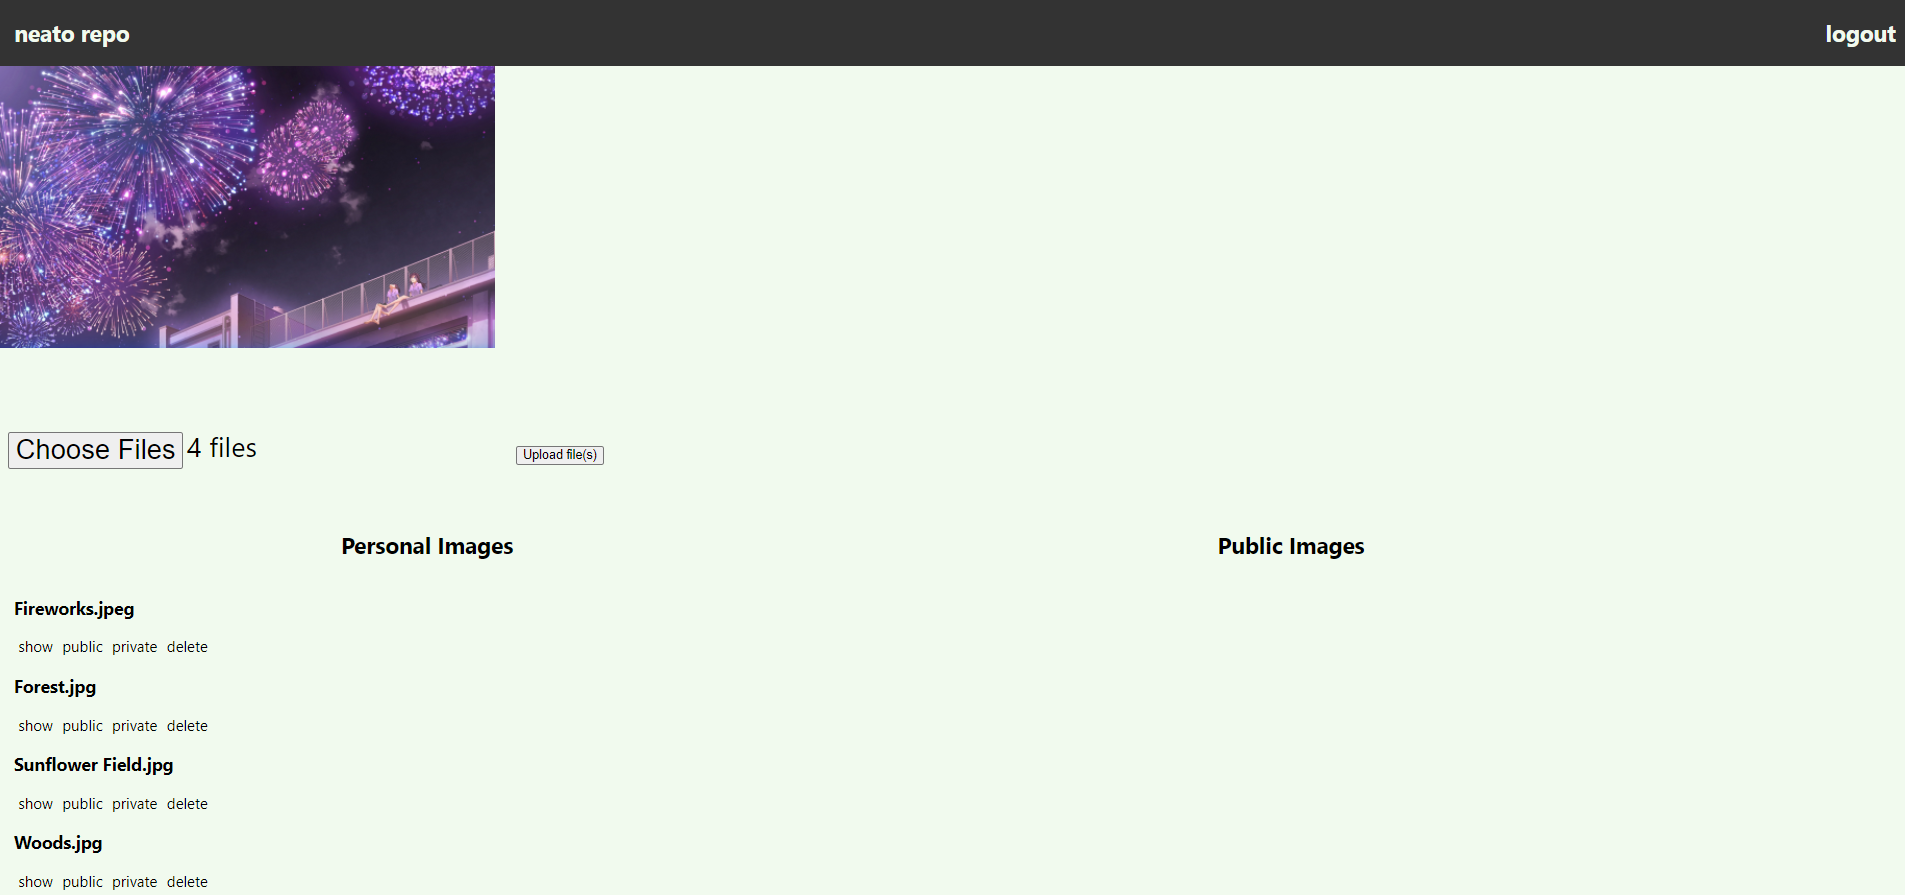 neato repo logout
Choose Files 4 files Upload file(s)
Personal Images Public Images
Fireworks.jpeg
show public private delete
Forest.jpg
show public private delete
Sunflower Field.jpg
show public private delete
Woods.jpg
show public private delete